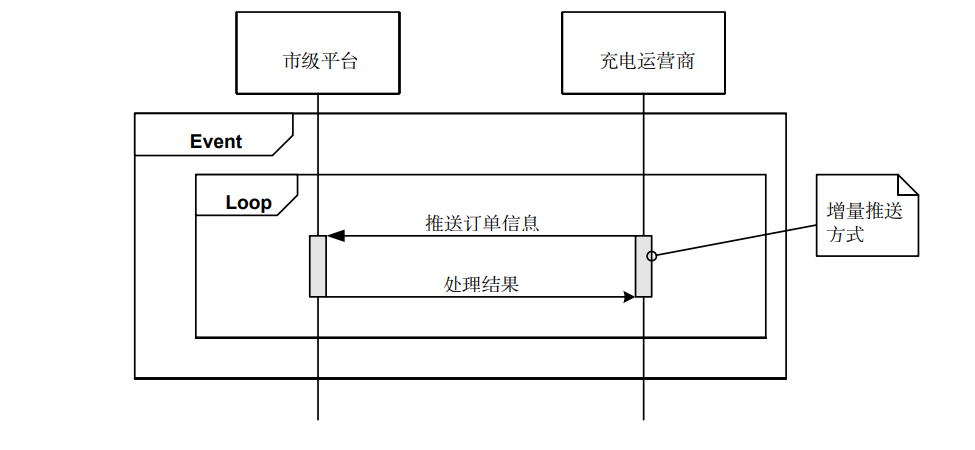 市级平台
充电运营商
Event
Loop
推送订单信息
增量推送
方式
处理结果